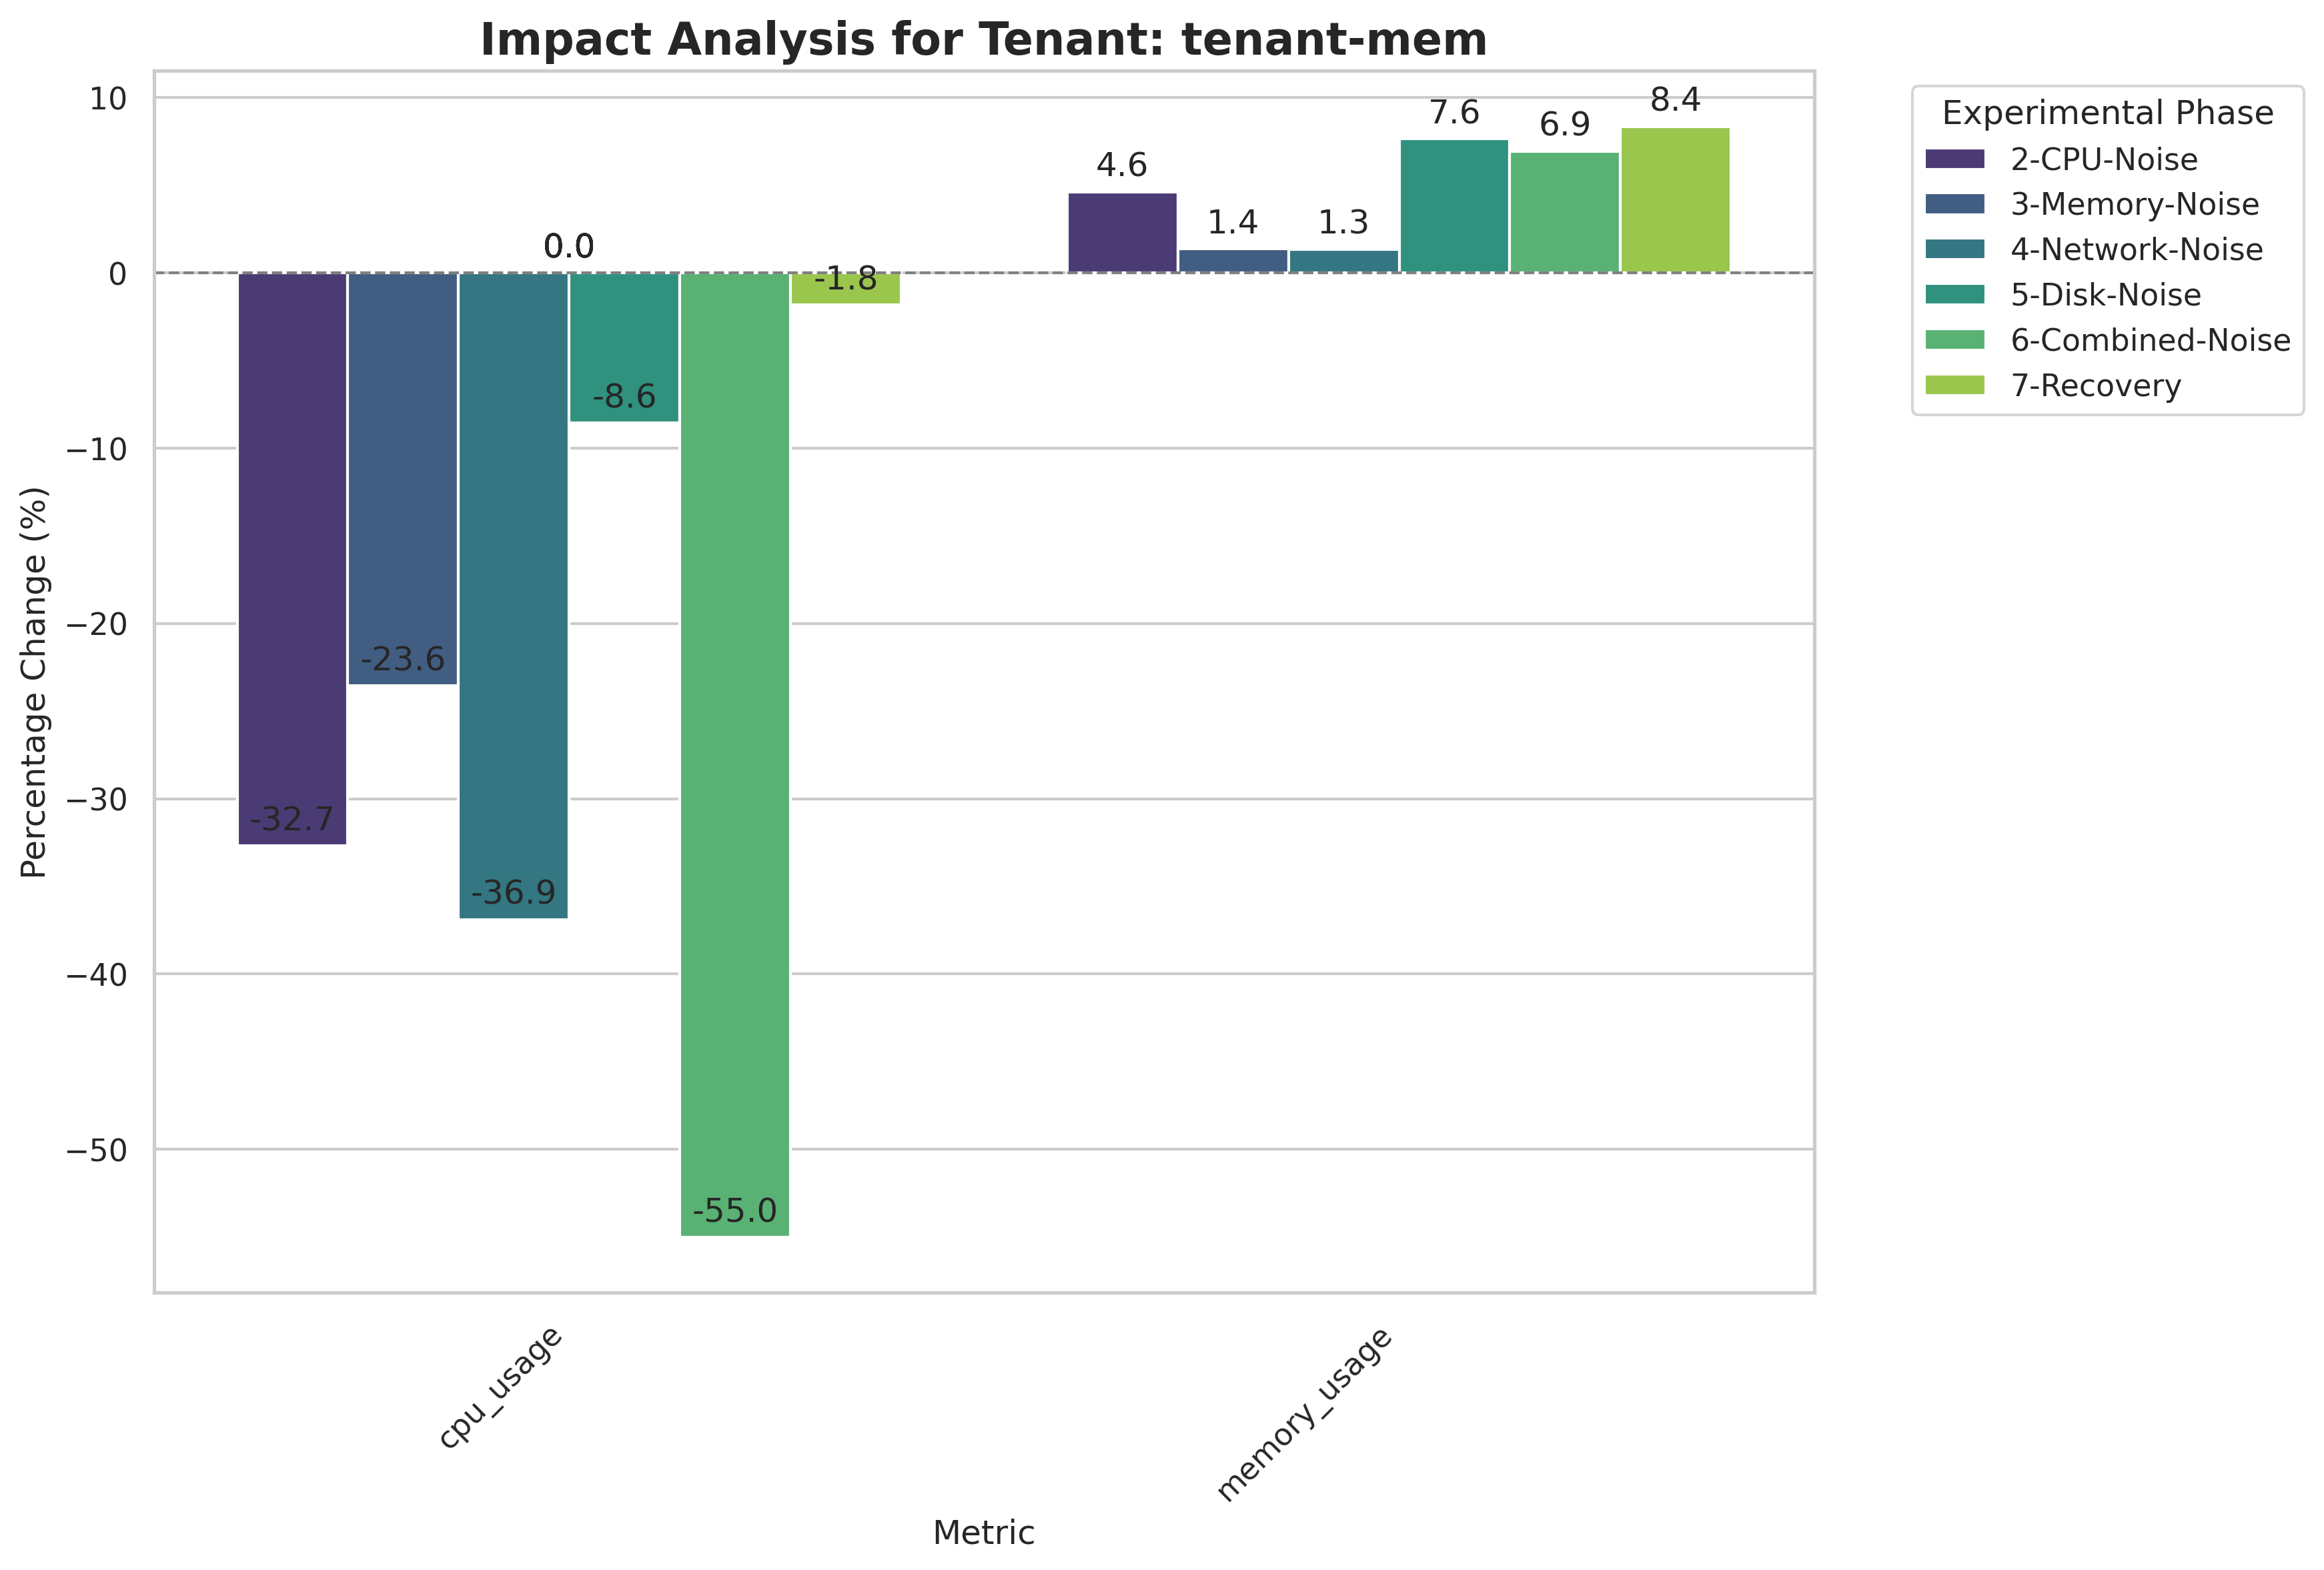 Impact Analysis for Tenant: tenant-mem
Percentage Change (%)
10
0
−10
−20
−30
−40
−50
-32.7
-23.6
-36.9
0.0
-8.6
-55.0
-1.8
4.6
1.4
1.3
7.6
6.9
8.4
cpu_usage
memory_usage
Metric
Experimental Phase
2-CPU-Noise
3-Memory-Noise
4-Network-Noise
5-Disk-Noise
6-Combined-Noise
7-Recovery